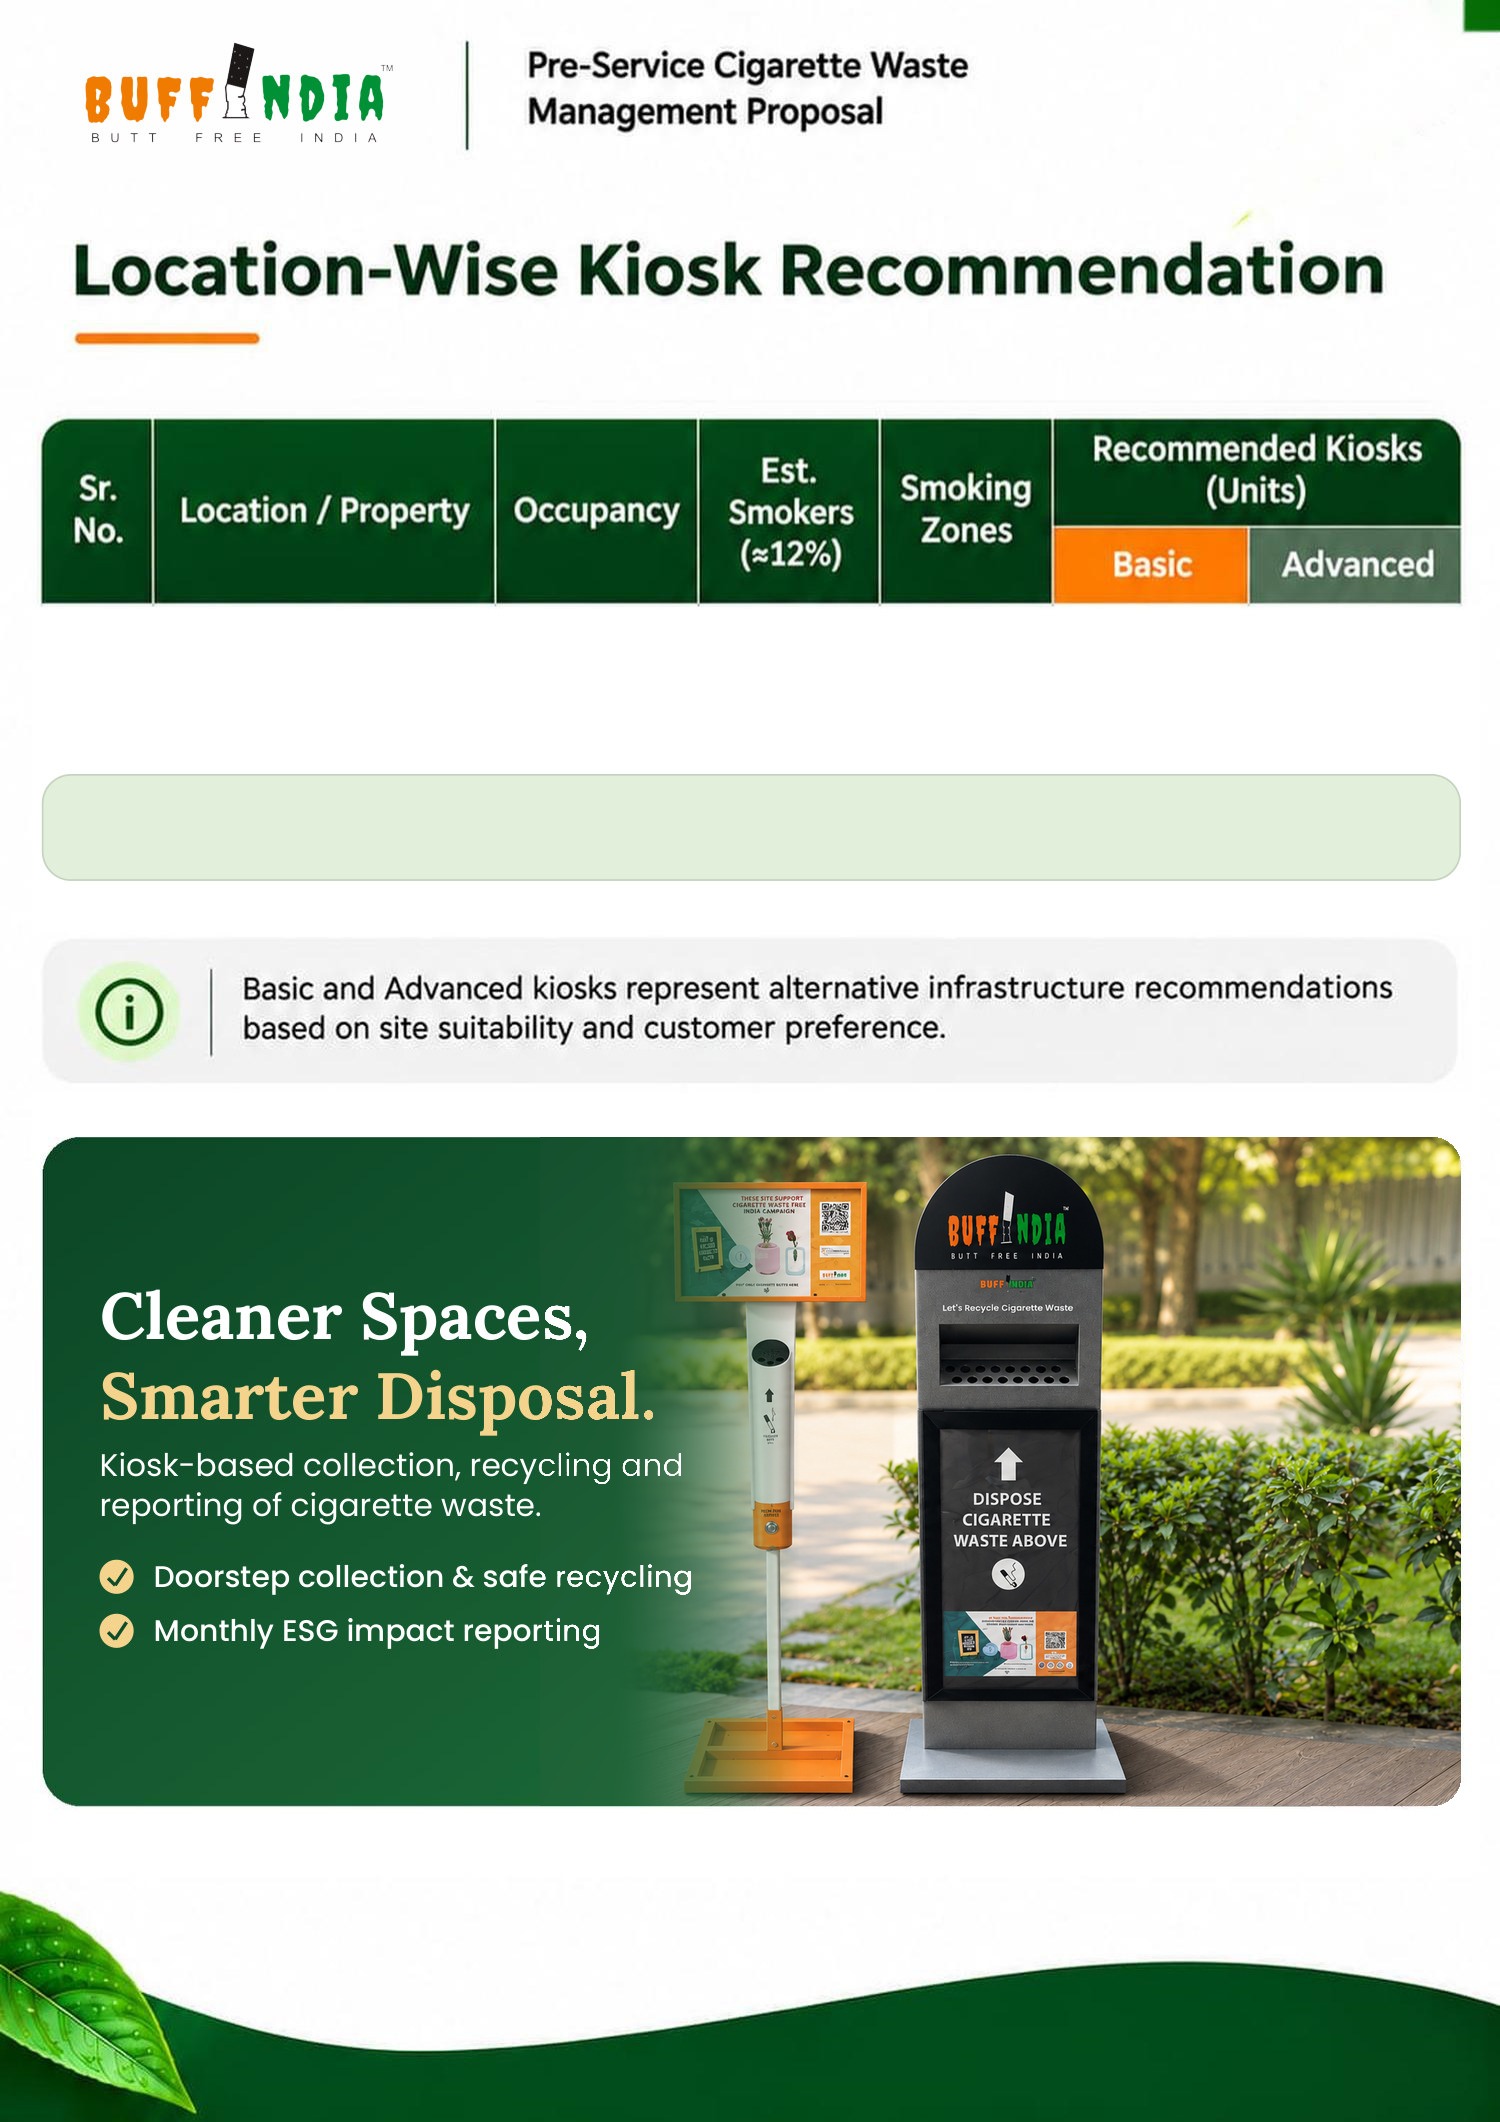 BUFF INDIA TM
BUTT FREE INDIA
Pre-Service Cigarette Waste
Management Proposal
Location-Wise Kiosk Recommendation
Sr.
No.
Location / Property
Occupancy
Est.
Smokers
(≈12%)
Smoking
Zones
Recommended Kiosks
(Units)
Basic
Advanced
Basic and Advanced kiosks represent alternative infrastructure recommendations
based on site suitability and customer preference.
Cleaner Spaces,
Smarter Disposal.
Kiosk-based collection, recycling and
reporting of cigarette waste.
Doorstep collection & safe recycling
Monthly ESG impact reporting
THESE SITE SUPPORT
CIGARETTE WASTE FREE
INDIA CAMPAIGN
BUFF INDIA TM
BUTT FREE INDIA
BUFF INDIA
Let's Recycle Cigarette Waste
DISPOSE
CIGARETTE
WASTE ABOVE